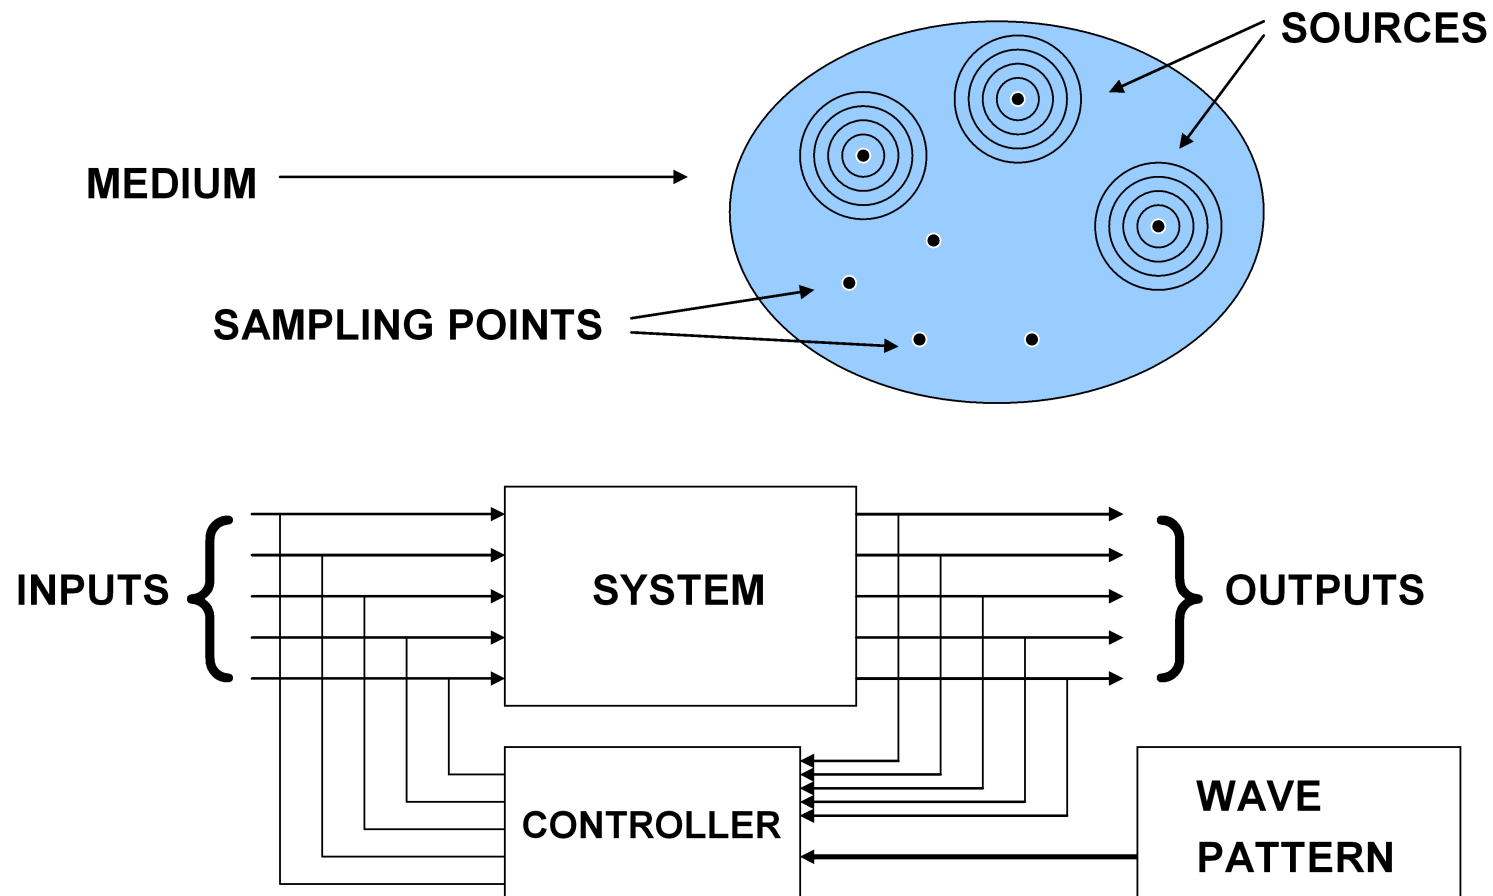 SOURCES
MEDIUM
SAMPLING POINTS
INPUTS
SYSTEM
OUTPUTS
CONTROLLER
WAVE
PATTERN